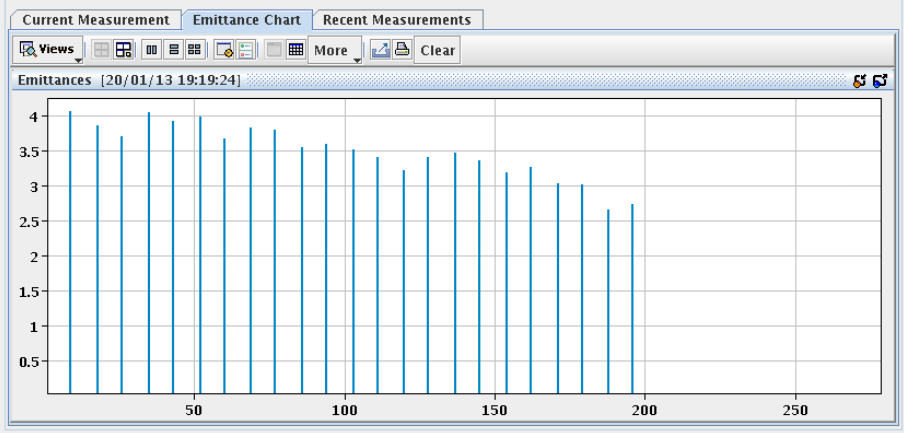 Current Measurement Emittance Chart Recent Measurements
Views More Clear
Emittances [20/01/13 19:19:24]
4
3.5
3
2.5
2
1.5
1
0.5
50 100 150 200 250